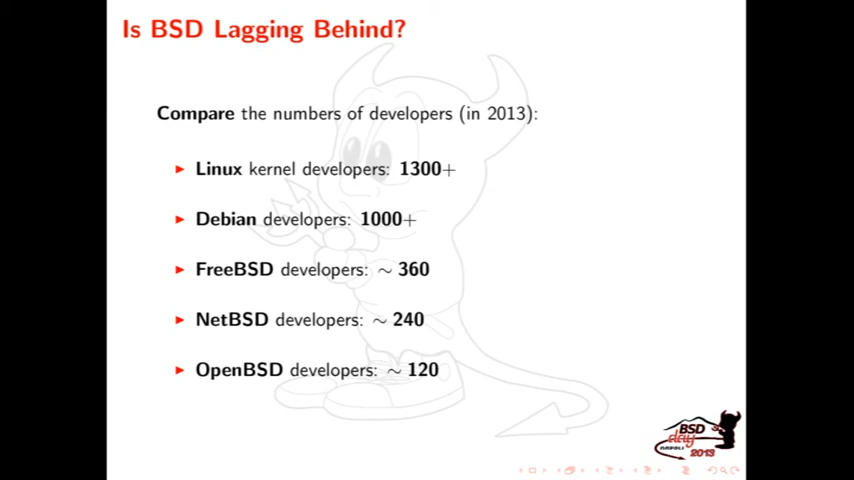 Is BSD Lagging Behind?
Compare the numbers of developers (in 2013):
Linux kernel developers: 1300+
Debian developers: 1000+
FreeBSD developers: ~ 360
NetBSD developers: ~ 240
OpenBSD developers: ~ 120
BSD
day
NAPOLI
2013